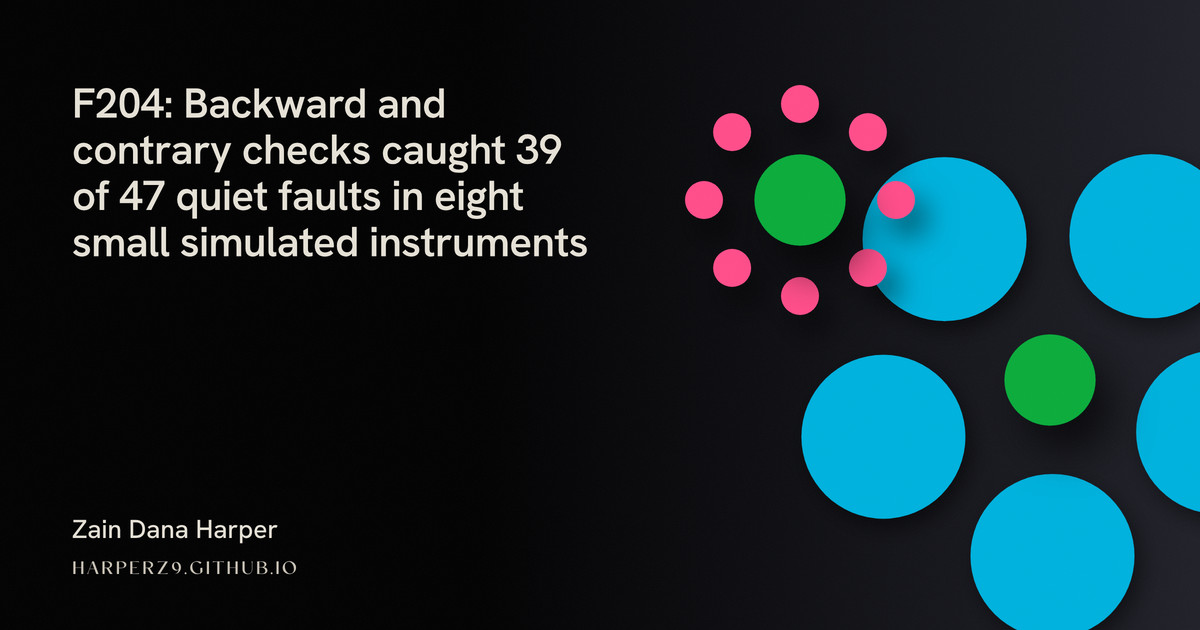 F204: Backward and
contrary checks caught 39
of 47 quiet faults in eight
small simulated instruments
Zain Dana Harper
HARPERZ9.GITHUB.IO